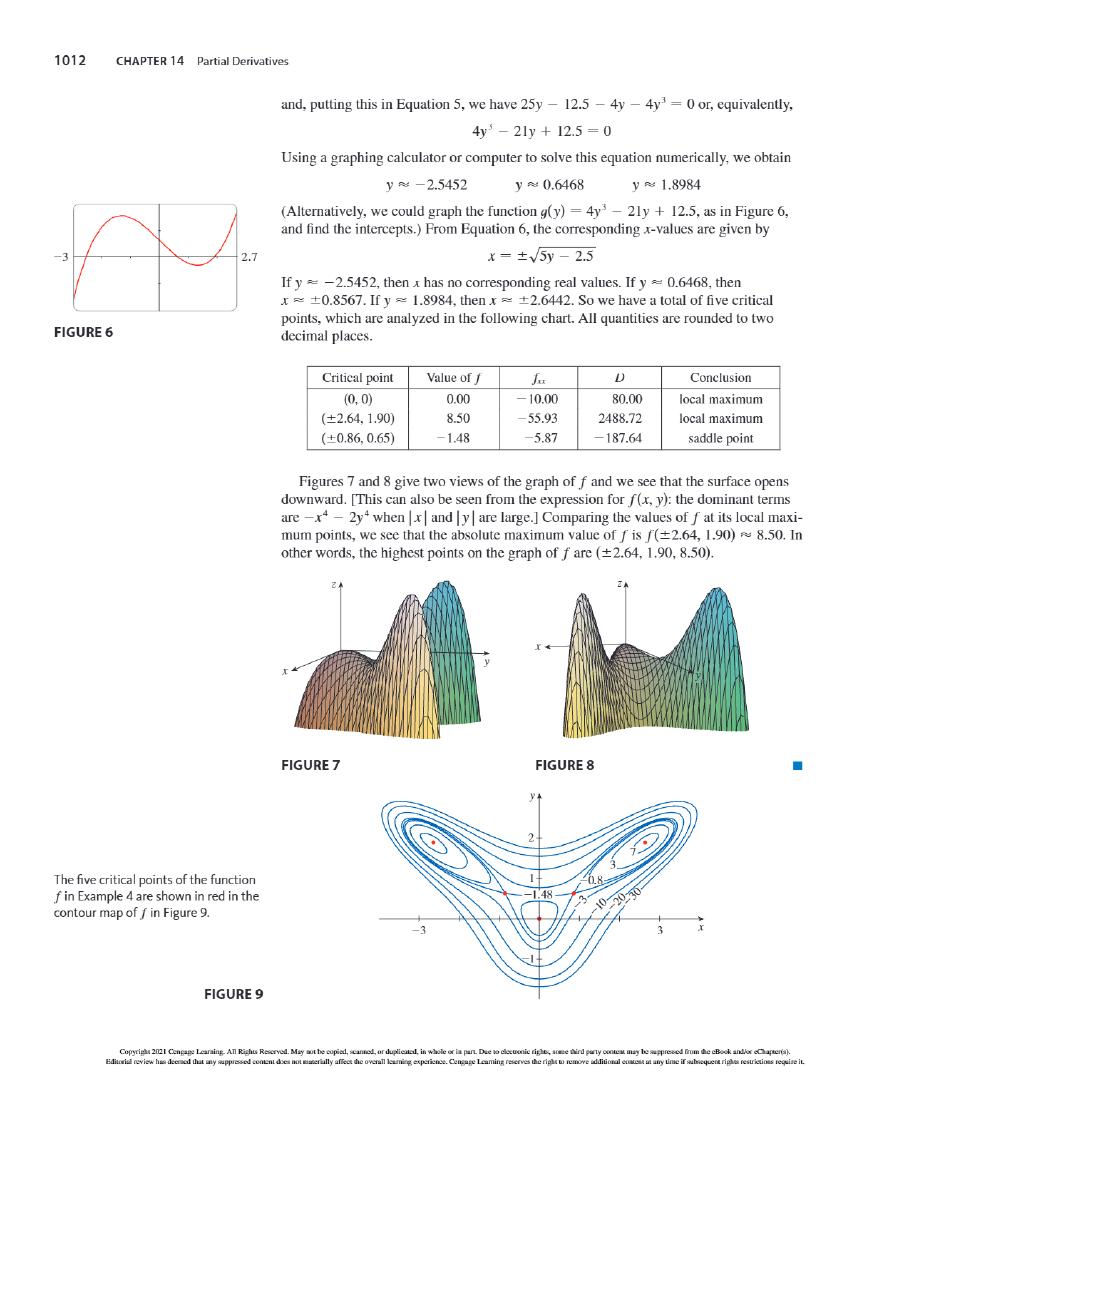 1012 CHAPTER 14 Partial Derivatives
and, putting this in Equation 5, we have 25y − 12.5 − 4y − 4y³ = 0 or, equivalently,
4y³ − 21y + 12.5 = 0
Using a graphing calculator or computer to solve this equation numerically, we obtain
y ≈ −2.5452 y ≈ 0.6468 y ≈ 1.8984
(Alternatively, we could graph the function g(y) = 4y³ − 21y + 12.5, as in Figure 6,
and find the intercepts.) From Equation 6, the corresponding x-values are given by
x = ±√5y − 2.5
If y ≈ −2.5452, then x has no corresponding real values. If y ≈ 0.6468, then
x ≈ ±0.8567. If y ≈ 1.8984, then x ≈ ±2.6442. So we have a total of five critical
points, which are analyzed in the following chart. All quantities are rounded to two
decimal places.
−3 2.7
FIGURE 6
Critical point Value of f fxx D Conclusion
(0, 0) 0.00 −10.00 80.00 local maximum
(±2.64, 1.90) 8.50 −55.93 2488.72 local maximum
(±0.86, 0.65) −1.48 −5.87 −187.64 saddle point
Figures 7 and 8 give two views of the graph of f and we see that the surface opens
downward. [This can also be seen from the expression for f(x, y): the dominant terms
are −x⁴ − 2y⁴ when |x| and |y| are large.] Comparing the values of f at its local maxi-
mum points, we see that the absolute maximum value of f is f(±2.64, 1.90) ≈ 8.50. In
other words, the highest points on the graph of f are (±2.64, 1.90, 8.50).
z
x
y
z
x
y
FIGURE 7
FIGURE 8
The five critical points of the function
f in Example 4 are shown in red in the
contour map of f in Figure 9.
y
2
7
3
1
−0.8
−1.48
−3
−10
−20
−30
−3
3
x
−1
FIGURE 9
Copyright 2021 Cengage Learning. All Rights Reserved. May not be copied, scanned, or duplicated, in whole or in part. Due to electronic rights, some third party content may be suppressed from the eBook and/or eChapter(s).
Editorial review has deemed that any suppressed content does not materially affect the overall learning experience. Cengage Learning reserves the right to remove additional content at any time if subsequent rights restrictions require it.